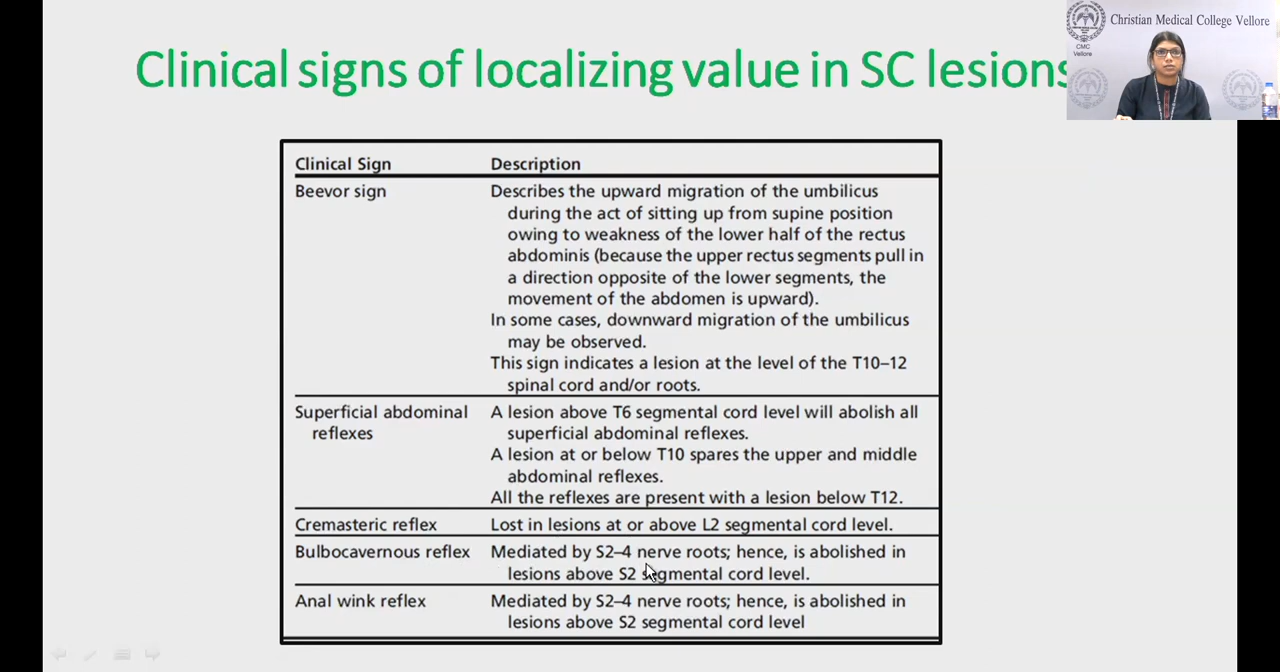 Christian Medical College Vellore
CMC
Vellore
Clinical signs of localizing value in SC lesions
Clinical Sign Description
Beevor sign Describes the upward migration of the umbilicus
during the act of sitting up from supine position
owing to weakness of the lower half of the rectus
abdominis (because the upper rectus segments pull in
a direction opposite of the lower segments, the
movement of the abdomen is upward).
In some cases, downward migration of the umbilicus
may be observed.
This sign indicates a lesion at the level of the T10–12
spinal cord and/or roots.
Superficial abdominal A lesion above T6 segmental cord level will abolish all
reflexes superficial abdominal reflexes.
A lesion at or below T10 spares the upper and middle
abdominal reflexes.
All the reflexes are present with a lesion below T12.
Cremasteric reflex Lost in lesions at or above L2 segmental cord level.
Bulbocavernous reflex Mediated by S2–4 nerve roots; hence, is abolished in
lesions above S2 segmental cord level.
Anal wink reflex Mediated by S2–4 nerve roots; hence, is abolished in
lesions above S2 segmental cord level